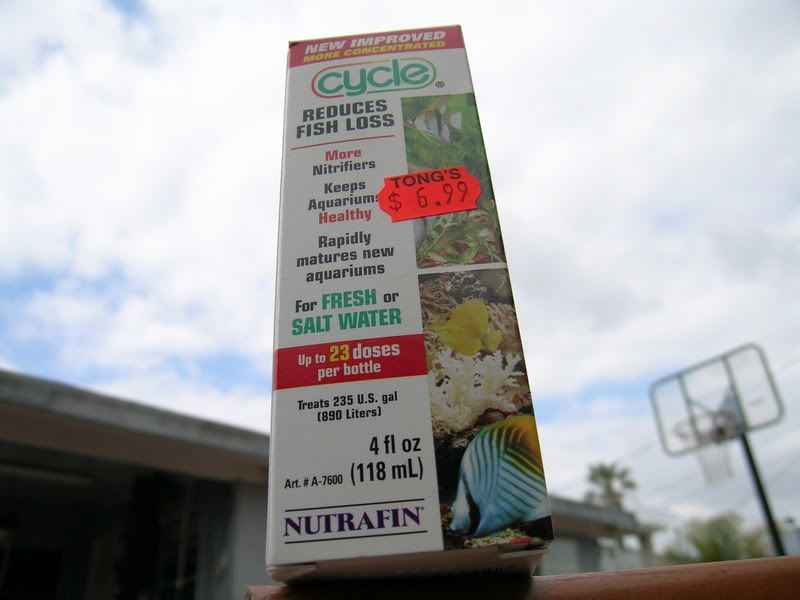 NEW IMPROVED
MORE CONCENTRATED
cycle®
REDUCES
FISH LOSS
More
Nitrifiers
Keeps
Aquariums
Healthy
TONG'S
$ 6.99
Rapidly
matures new
aquariums
For FRESH or
SALT WATER
Up to 23 doses
per bottle
Treats 235 U.S. gal
(890 Liters)
4 fl oz
Art. # A-7600 (118 mL)
NUTRAFIN®